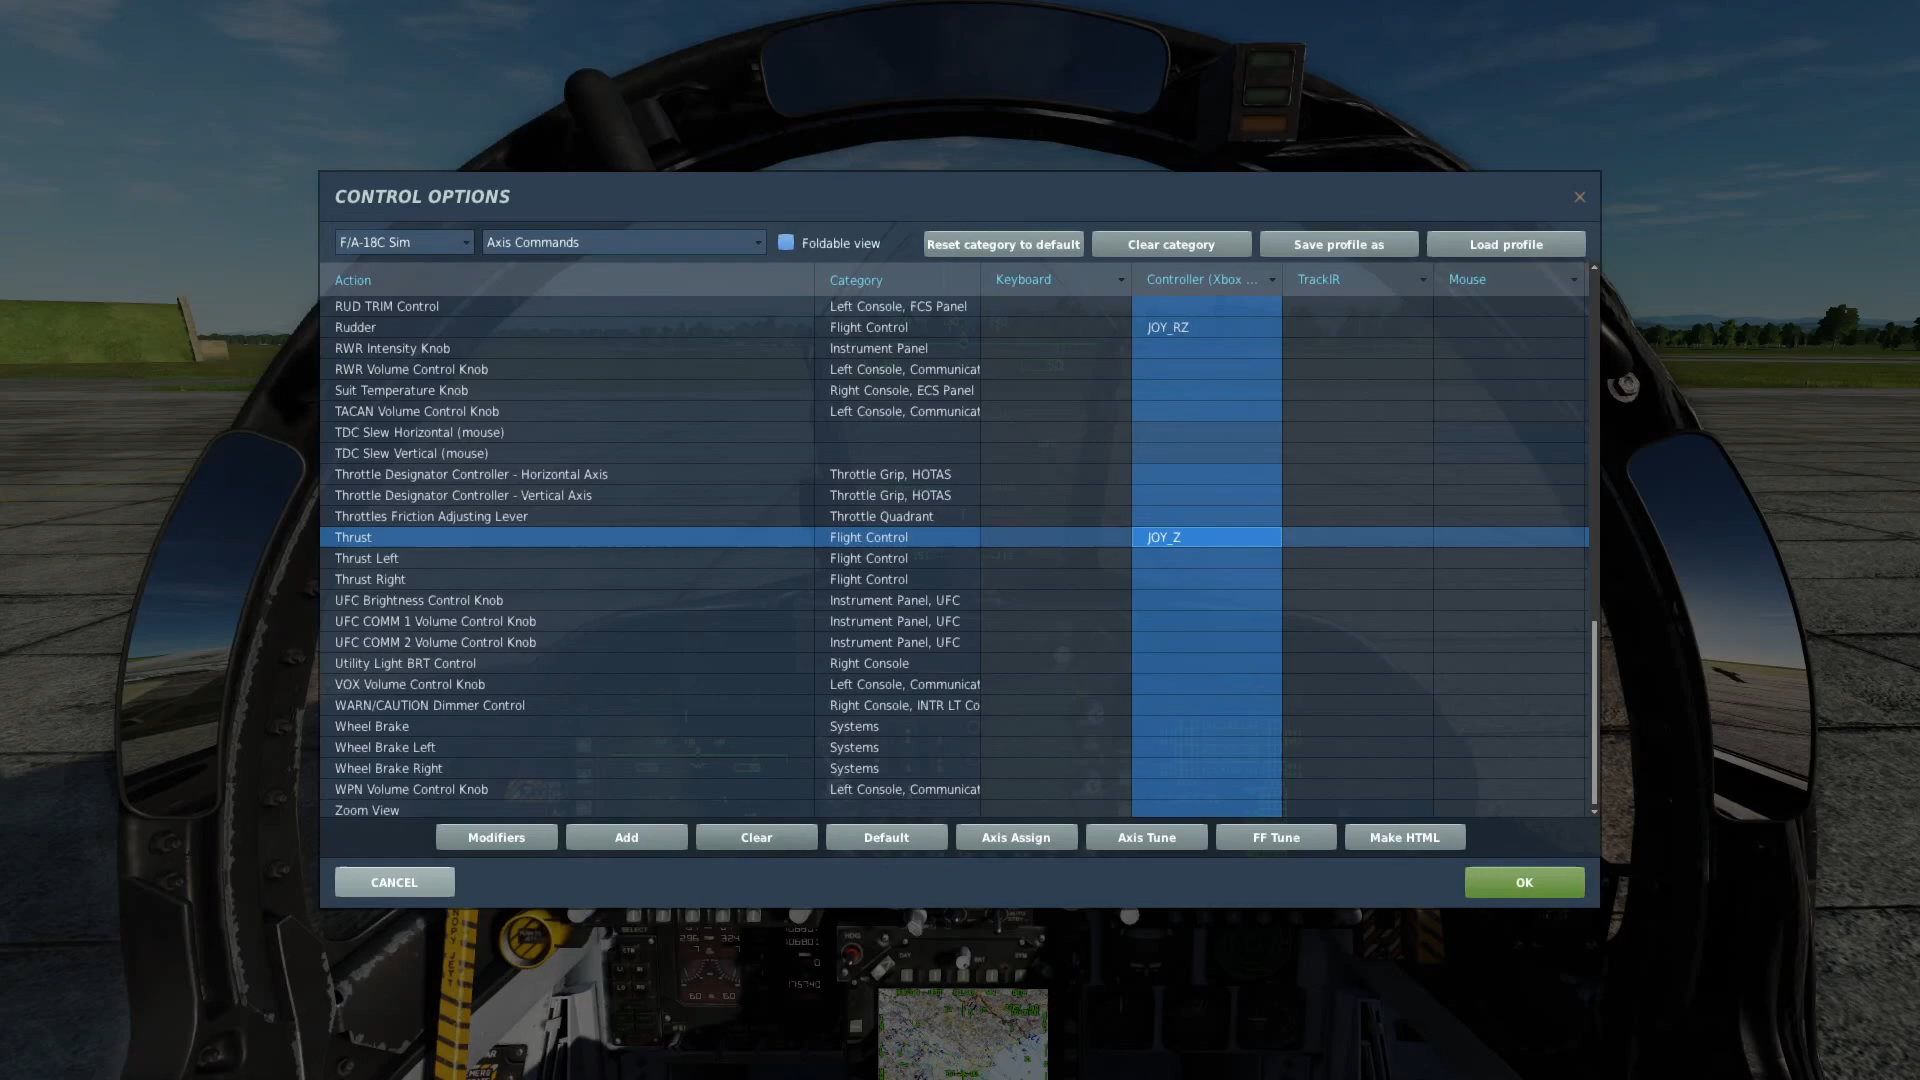 CONTROL OPTIONS
×
F/A-18C Sim
Axis Commands
Foldable view
Reset category to default
Clear category
Save profile as
Load profile
Action Category Keyboard Controller (Xbox ... TrackIR Mouse
RUD TRIM Control Left Console, FCS Panel
Rudder Flight Control JOY_RZ
RWR Intensity Knob Instrument Panel
RWR Volume Control Knob Left Console, Communicat
Suit Temperature Knob Right Console, ECS Panel
TACAN Volume Control Knob Left Console, Communicat
TDC Slew Horizontal (mouse)
TDC Slew Vertical (mouse)
Throttle Designator Controller - Horizontal Axis Throttle Grip, HOTAS
Throttle Designator Controller - Vertical Axis Throttle Grip, HOTAS
Throttles Friction Adjusting Lever Throttle Quadrant
Thrust Flight Control JOY_Z
Thrust Left Flight Control
Thrust Right Flight Control
UFC Brightness Control Knob Instrument Panel, UFC
UFC COMM 1 Volume Control Knob Instrument Panel, UFC
UFC COMM 2 Volume Control Knob Instrument Panel, UFC
Utility Light BRT Control Right Console
VOX Volume Control Knob Left Console, Communicat
WARN/CAUTION Dimmer Control Right Console, INTR LT Co
Wheel Brake Systems
Wheel Brake Left Systems
Wheel Brake Right Systems
WPN Volume Control Knob Left Console, Communicat
Zoom View
Modifiers Add Clear Default Axis Assign Axis Tune FF Tune Make HTML
CANCEL OK
SELECT
HDG
DAY